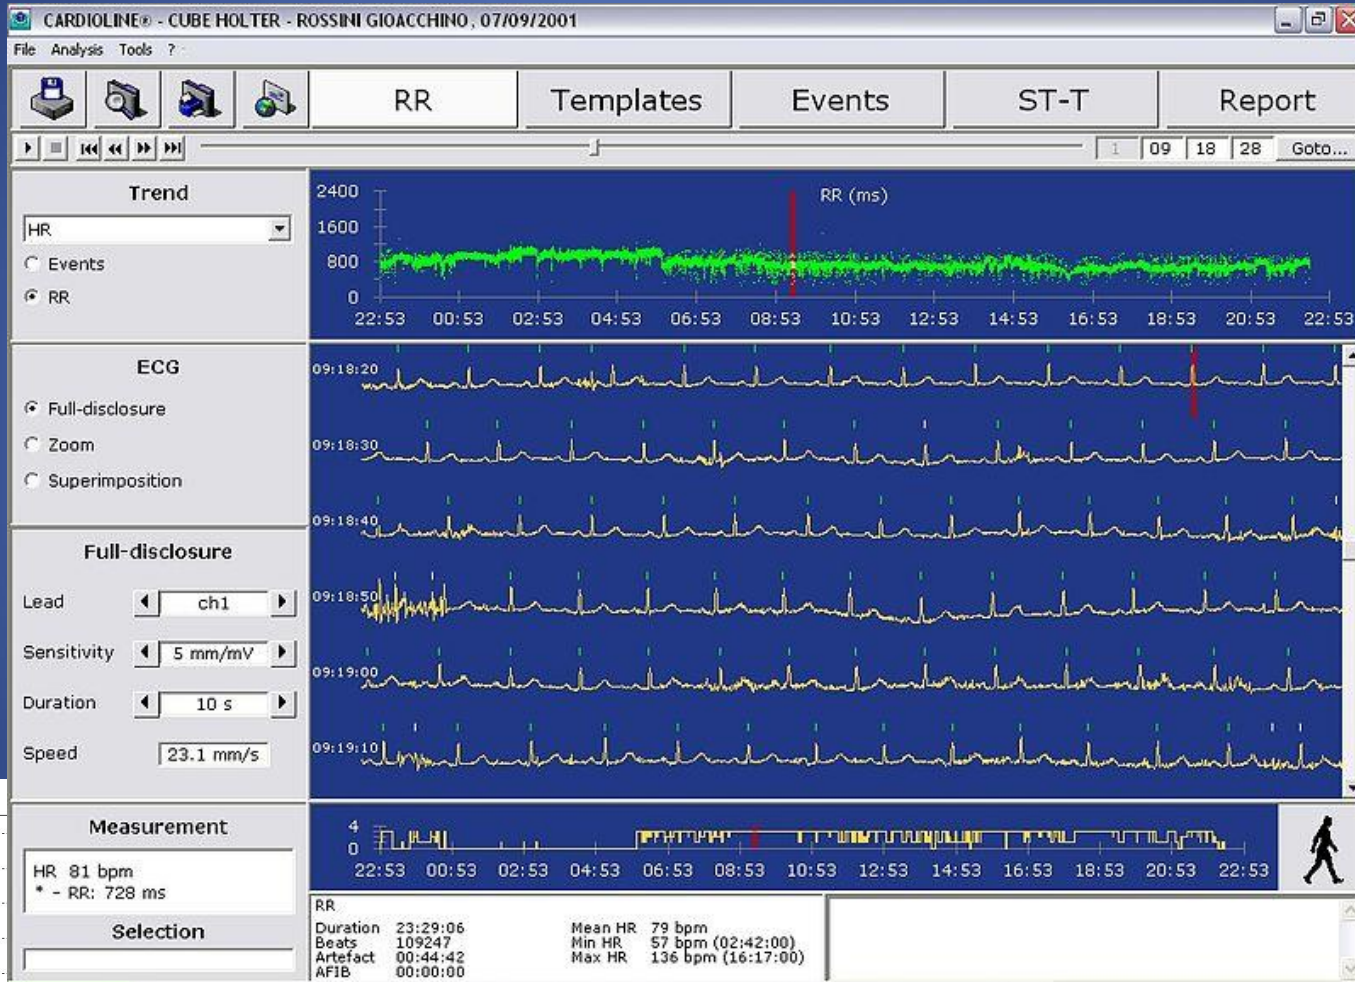 CARDIOLINE® - CUBE HOLTER - ROSSINI GIOACCHINO, 07/09/2001
File Analysis Tools ?
RR Templates Events ST-T Report
1 09 18 28 Goto...
Trend
HR
Events
RR
RR (ms)
2400
1600
800
0
22:53 00:53 02:53 04:53 06:53 08:53 10:53 12:53 14:53 16:53 18:53 20:53 22:53
ECG
Full-disclosure
Zoom
Superimposition
09:18:20
09:18:30
09:18:40
09:18:50
09:19:00
09:19:10
Full-disclosure
Lead ch1
Sensitivity 5 mm/mV
Duration 10 s
Speed 23.1 mm/s
Measurement
HR 81 bpm
* - RR: 728 ms
Selection
4
0
22:53 00:53 02:53 04:53 06:53 08:53 10:53 12:53 14:53 16:53 18:53 20:53 22:53
RR
Duration 23:29:06 Mean HR 79 bpm
Beats 109247 Min HR 57 bpm (02:42:00)
Artefact 00:44:42 Max HR 136 bpm (16:17:00)
AFIB 00:00:00